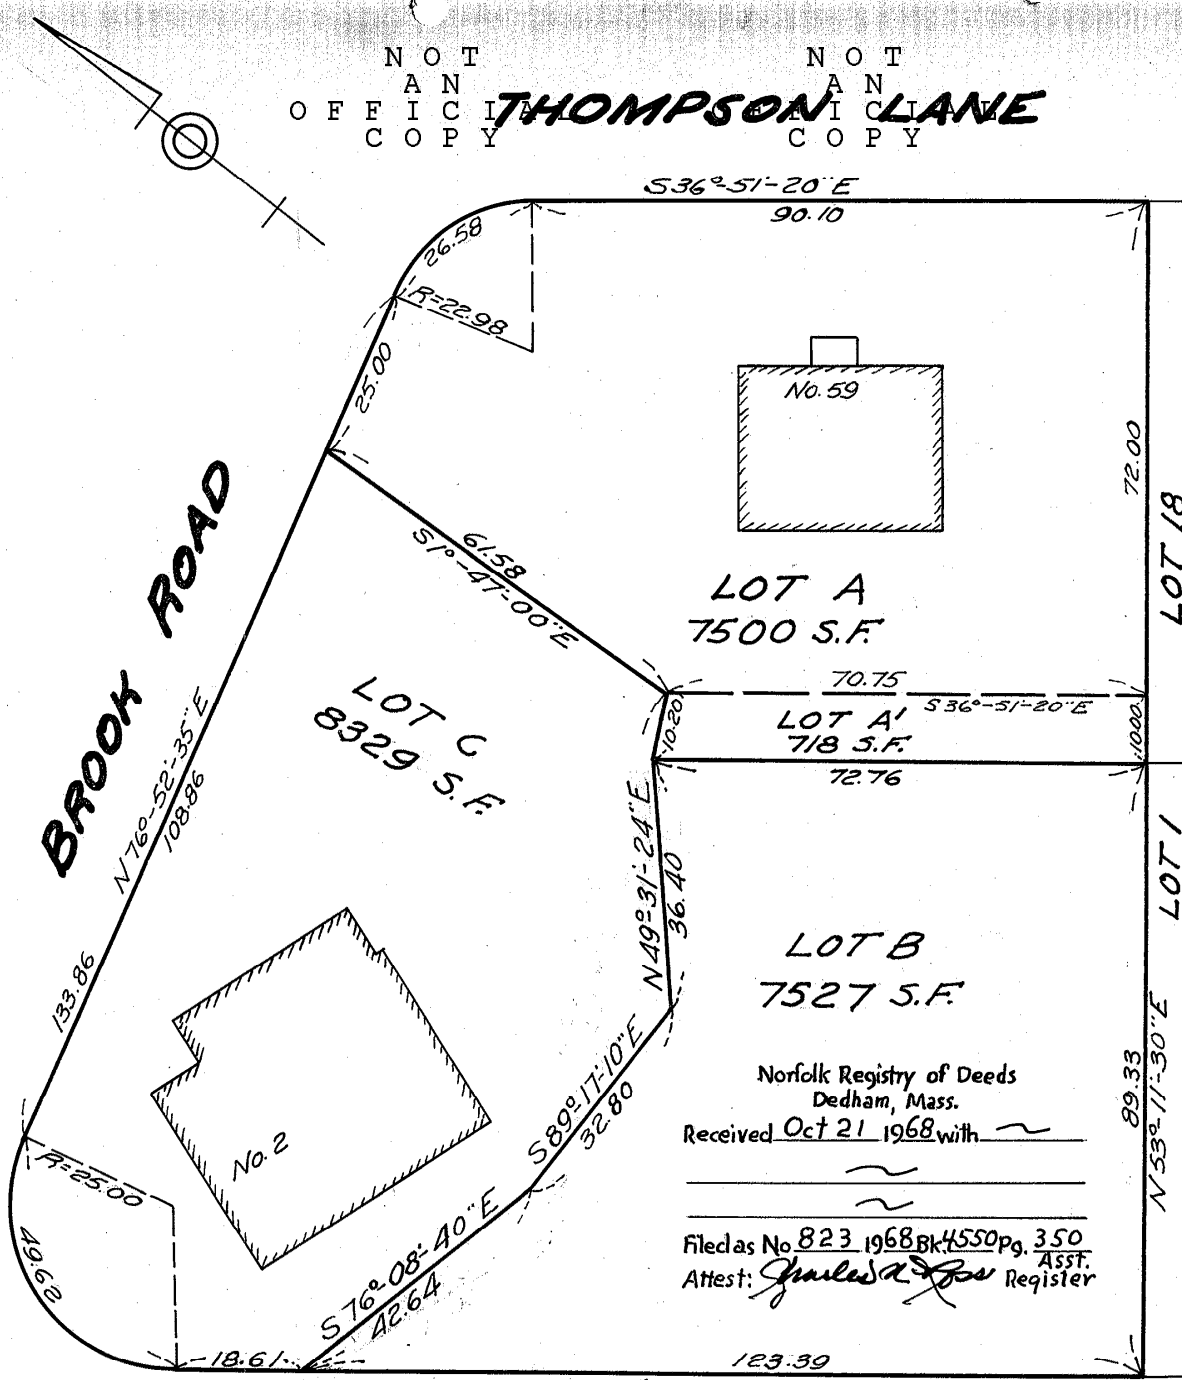 NOT
AN
OFFICIAL
COPY
NOT
AN
OFFICIAL
COPY
THOMPSON LANE
S36°-51'-20"E
90.10
26.58
R=22.98
25.00
No.59
72.00
LOT 18
BROOK ROAD
61.58
S1°-47'-00"E
LOT A
7500 S.F.
70.75
S36°-51'-20"E
LOT A'
718 S.F.
10.20
10.00
72.76
LOT C
8329 S.F.
N76°-52'-35"E
108.86
133.86
N49°-31'-24"E
36.40
LOT 1
LOT B
7527 S.F.
S89°-17'-10"E
32.80
89.33
N53°-11'-30"E
No.2
R=25.00
49.62
S76°-08'-40"E
42.64
18.61
123.39
Norfolk Registry of Deeds
Dedham, Mass.
Received Oct 21 1968 with
Filed as No 823 1968 Bk.4550 Pg. 350
Asst.
Attest: Register